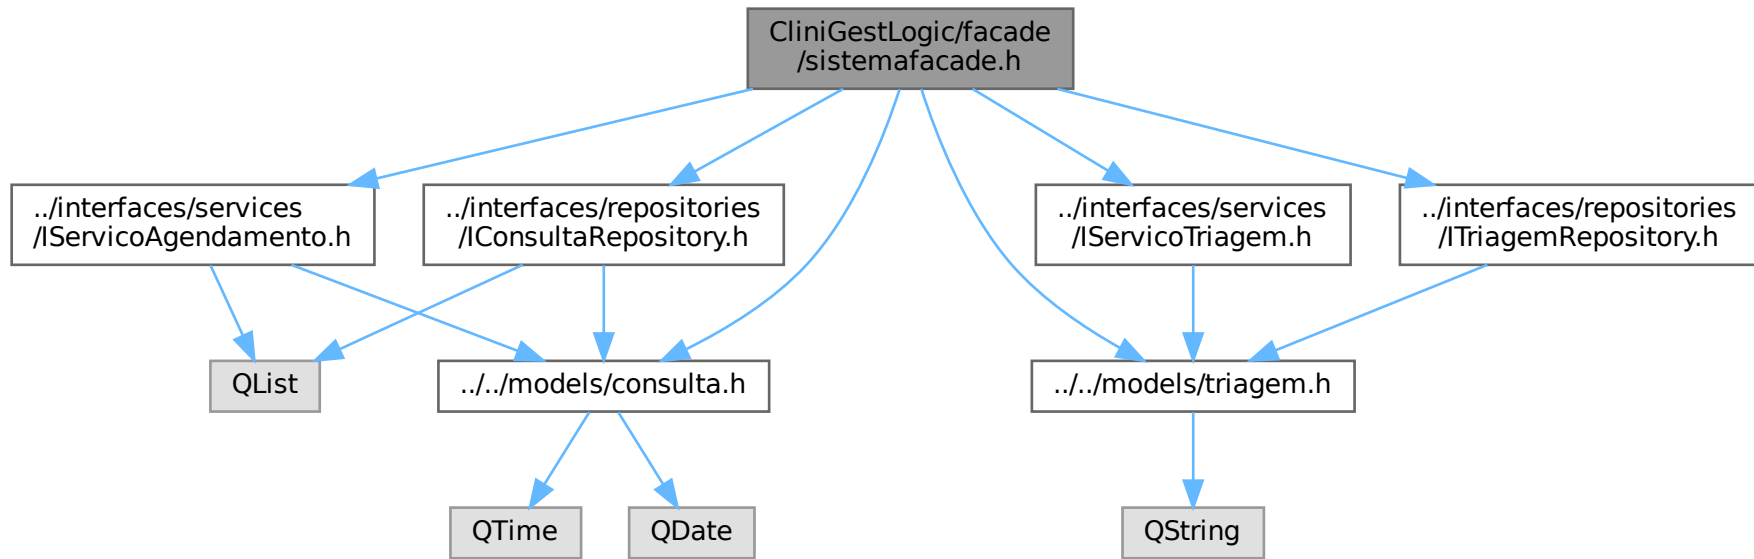 CliniGestLogic/facade
/sistemafacade.h
../interfaces/services
/IServicoAgendamento.h
../interfaces/repositories
/IConsultaRepository.h
../interfaces/services
/IServicoTriagem.h
../interfaces/repositories
/ITriagemRepository.h
QList
../../models/consulta.h
../../models/triagem.h
QTime
QDate
QString